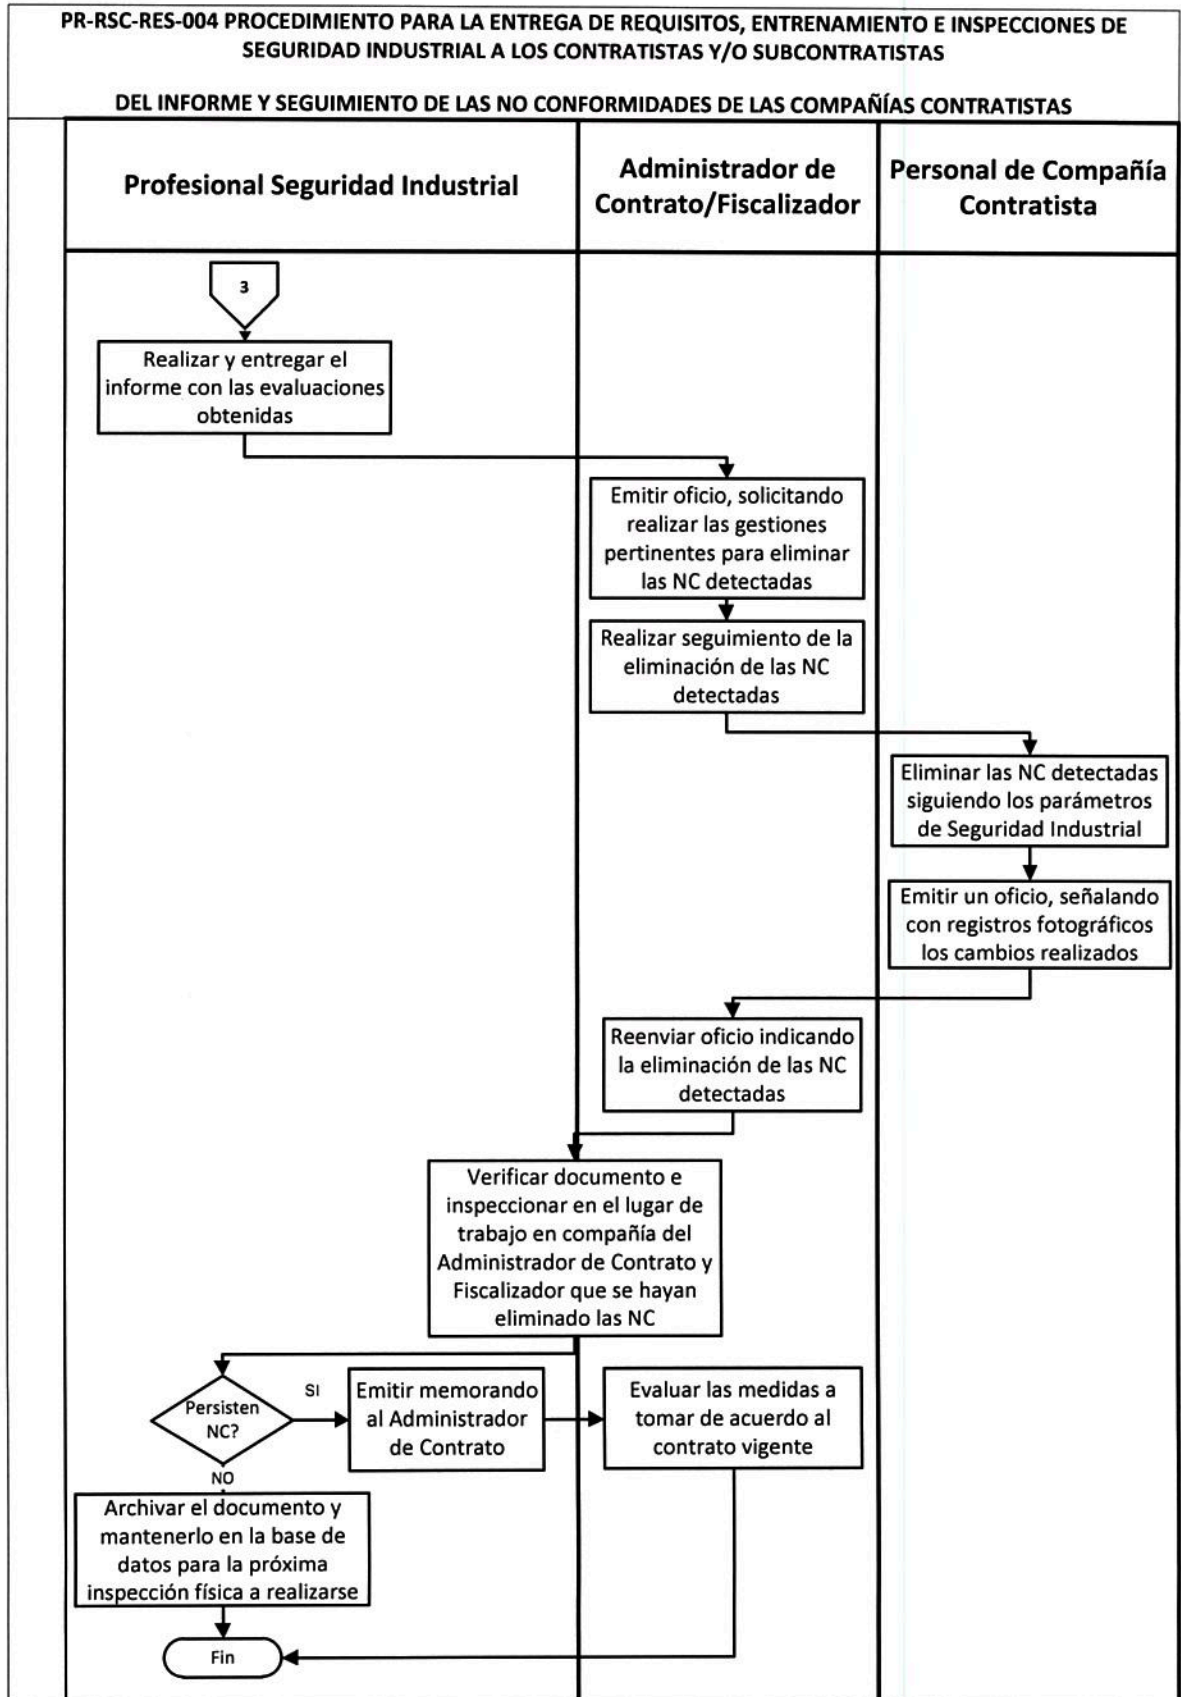 PR-RSC-RES-004 PROCEDIMIENTO PARA LA ENTREGA DE REQUISITOS, ENTRENAMIENTO E INSPECCIONES DE
SEGURIDAD INDUSTRIAL A LOS CONTRATISTAS Y/O SUBCONTRATISTAS
DEL INFORME Y SEGUIMIENTO DE LAS NO CONFORMIDADES DE LAS COMPAÑÍAS CONTRATISTAS
Profesional Seguridad Industrial
Administrador de
Contrato/Fiscalizador
Personal de Compañía
Contratista
3
Realizar y entregar el
informe con las evaluaciones
obtenidas
Emitir oficio, solicitando
realizar las gestiones
pertinentes para eliminar
las NC detectadas
Realizar seguimiento de la
eliminación de las NC
detectadas
Eliminar las NC detectadas
siguiendo los parámetros
de Seguridad Industrial
Emitir un oficio, señalando
con registros fotográficos
los cambios realizados
Reenviar oficio indicando
la eliminación de las NC
detectadas
Verificar documento e
inspeccionar en el lugar de
trabajo en compañía del
Administrador de Contrato y
Fiscalizador que se hayan
eliminado las NC
Persisten
NC?
SI
Emitir memorando
al Administrador
de Contrato
Evaluar las medidas a
tomar de acuerdo al
contrato vigente
NO
Archivar el documento y
mantenerlo en la base de
datos para la próxima
inspección física a realizarse
Fin